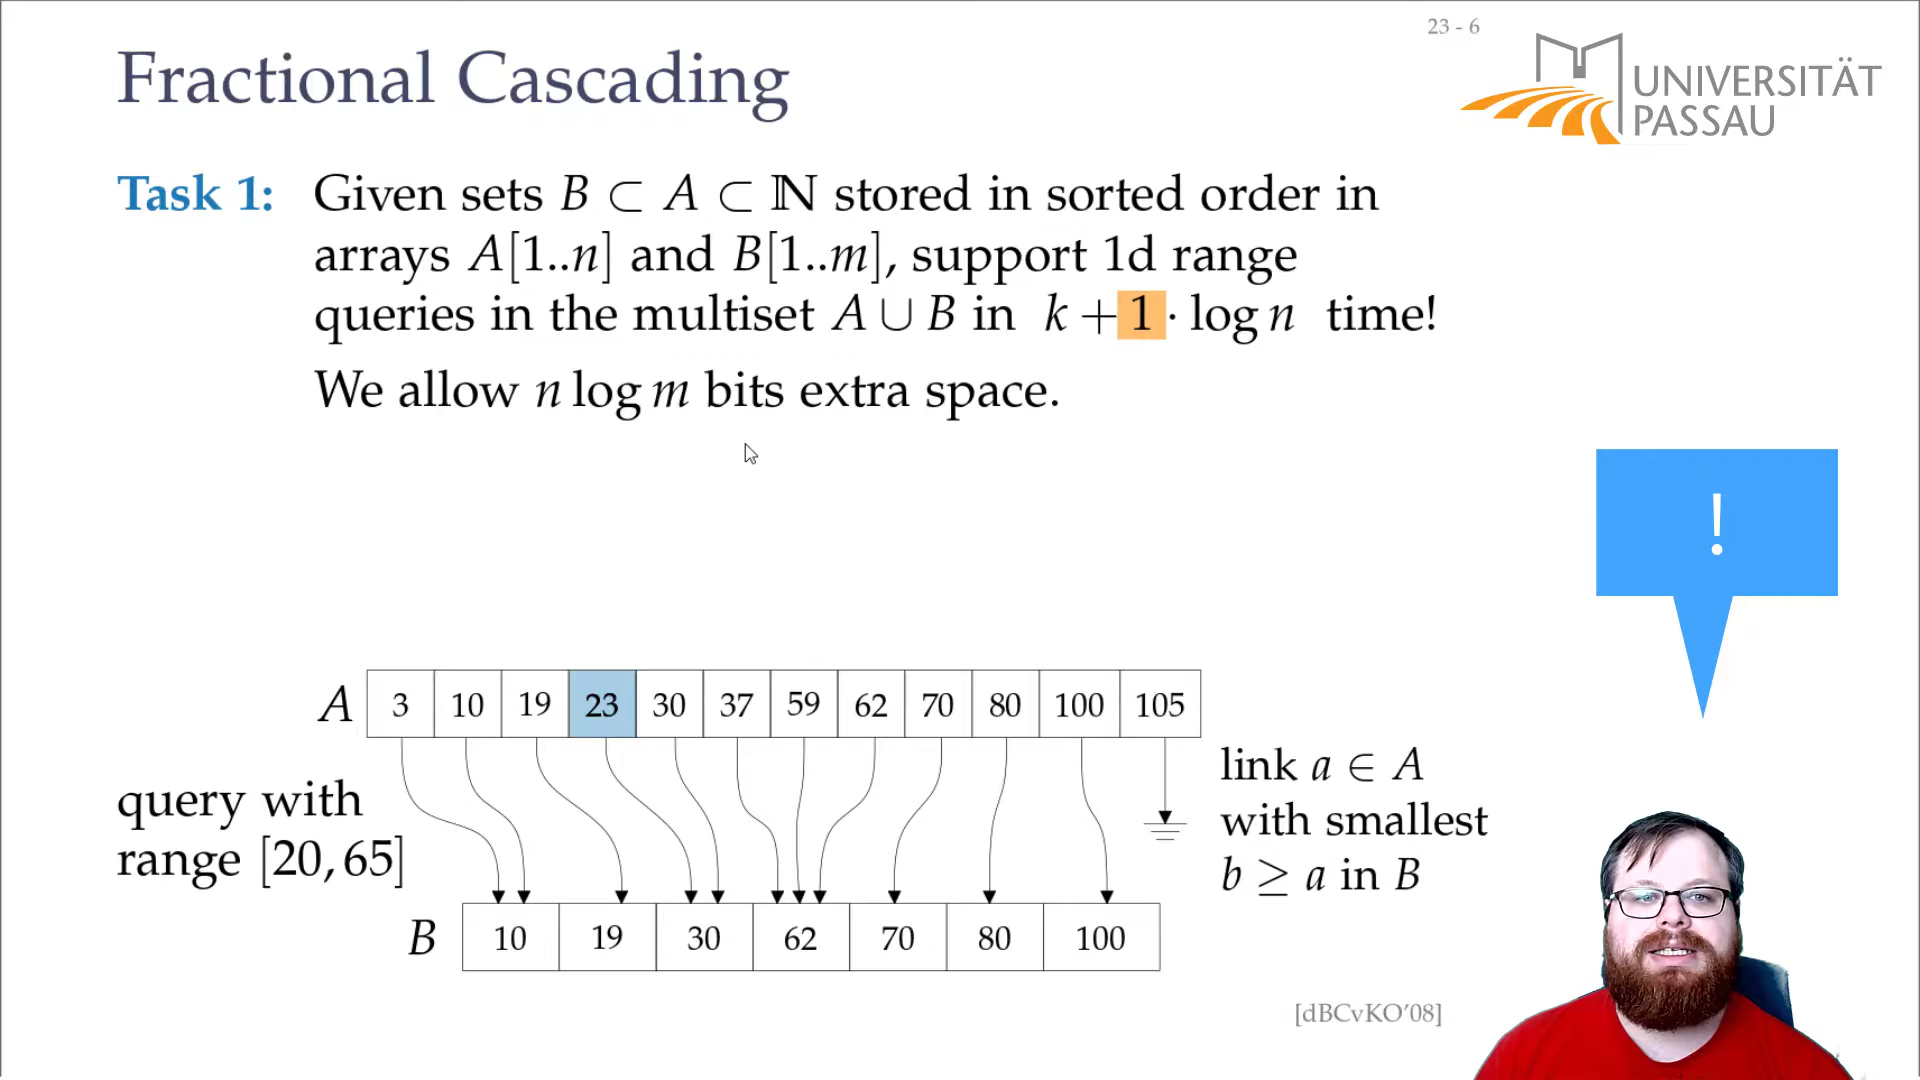 23 - 6
Fractional Cascading
UNIVERSITÄT
PASSAU
Task 1: Given sets B ⊂ A ⊂ ℕ stored in sorted order in
arrays A[1..n] and B[1..m], support 1d range
queries in the multiset A ∪ B in k + 1 · log n time!
We allow n log m bits extra space.
!
A 3 10 19 23 30 37 59 62 70 80 100 105
query with
range [20, 65]
link a ∈ A
with smallest
b ≥ a in B
B 10 19 30 62 70 80 100
[dBCvKO'08]